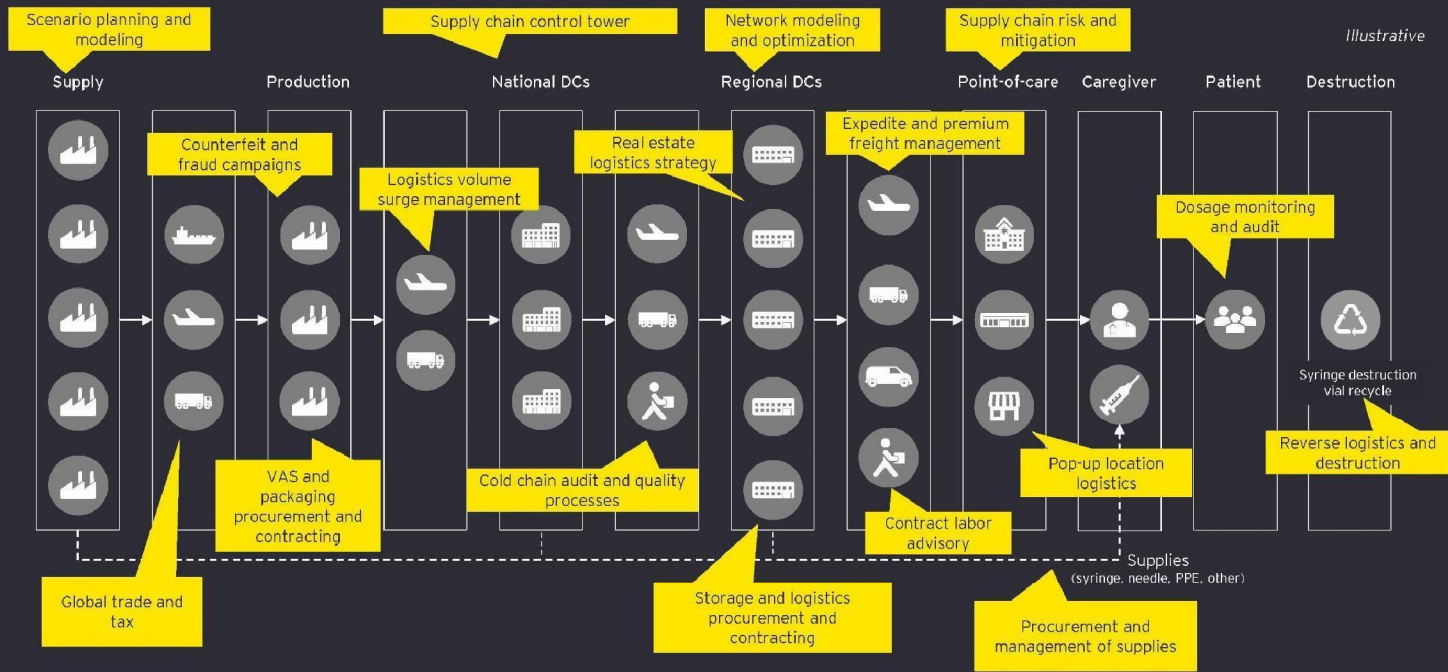 Scenario planning and
modeling
Supply chain control tower
Network modeling
and optimization
Supply chain risk and
mitigation
Illustrative
Supply
Production
National DCs
Regional DCs
Point-of-care
Caregiver
Patient
Destruction
Counterfeit and
fraud campaigns
Logistics volume
surge management
Real estate
logistics strategy
Expedite and premium
freight management
Dosage monitoring
and audit
Syringe destruction
vial recycle
Reverse logistics and
destruction
VAS and
packaging
procurement and
contracting
Cold chain audit and quality
processes
Pop-up location
logistics
Contract labor
advisory
Supplies
(syringe, needle, PPE, other)
Global trade and
tax
Storage and logistics
procurement and
contracting
Procurement and
management of supplies